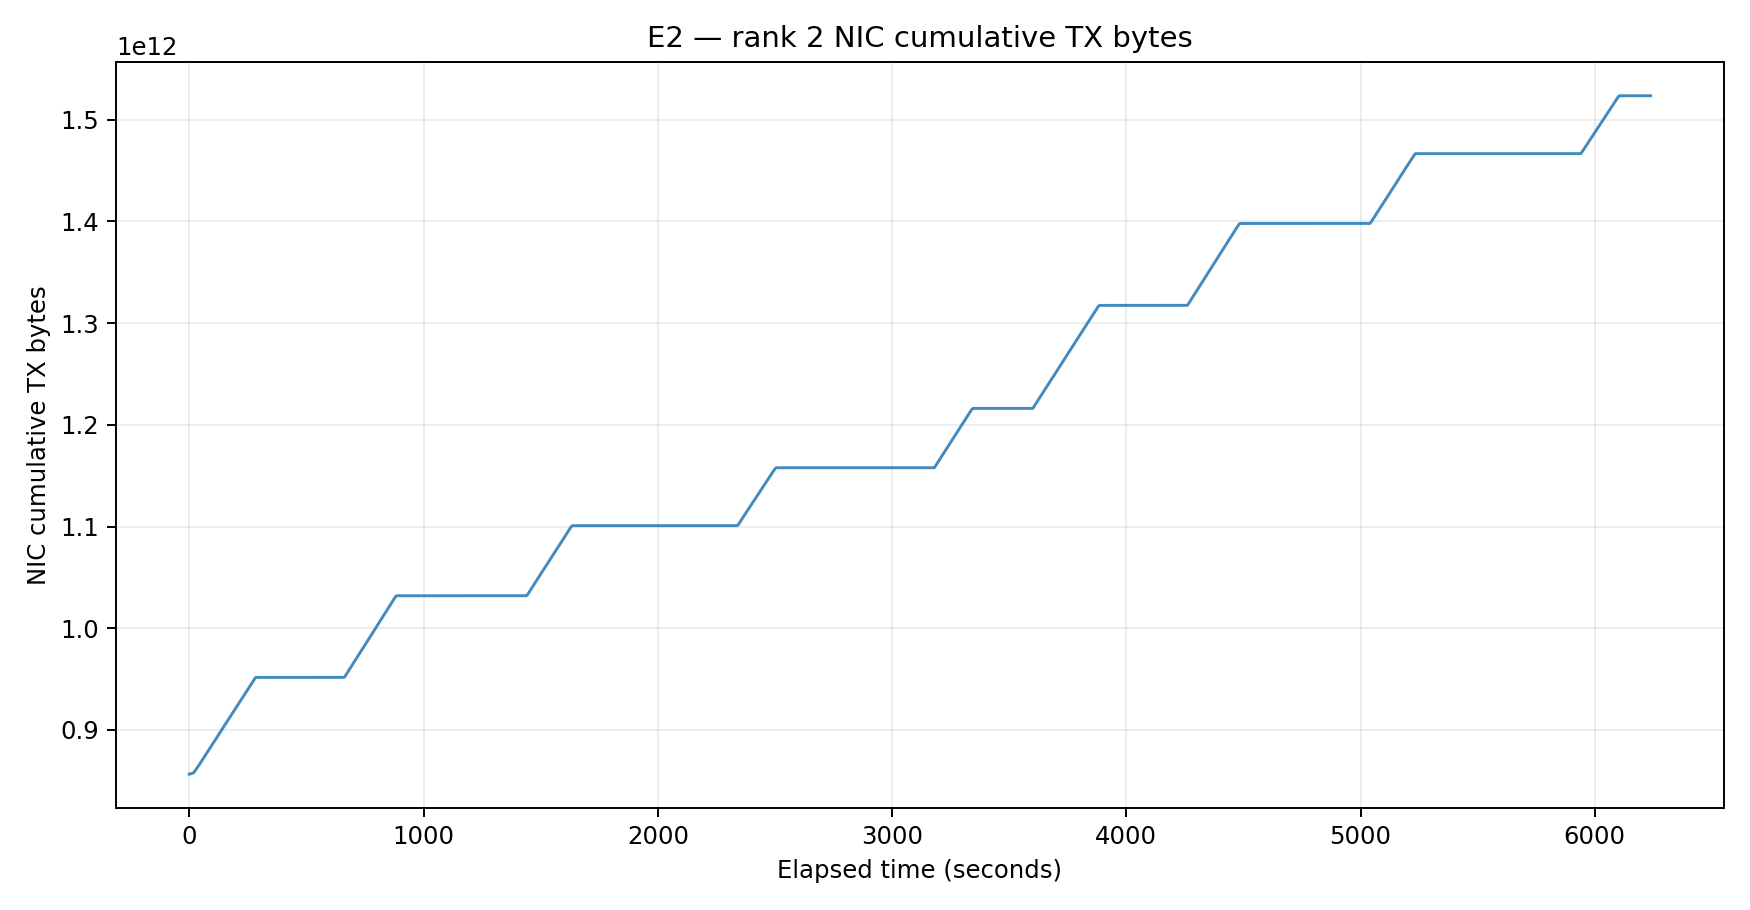 E2 — rank 2 NIC cumulative TX bytes
1e12
1.5
1.4
1.3
1.2
1.1
1.0
0.9
NIC cumulative TX bytes
0 1000 2000 3000 4000 5000 6000
Elapsed time (seconds)